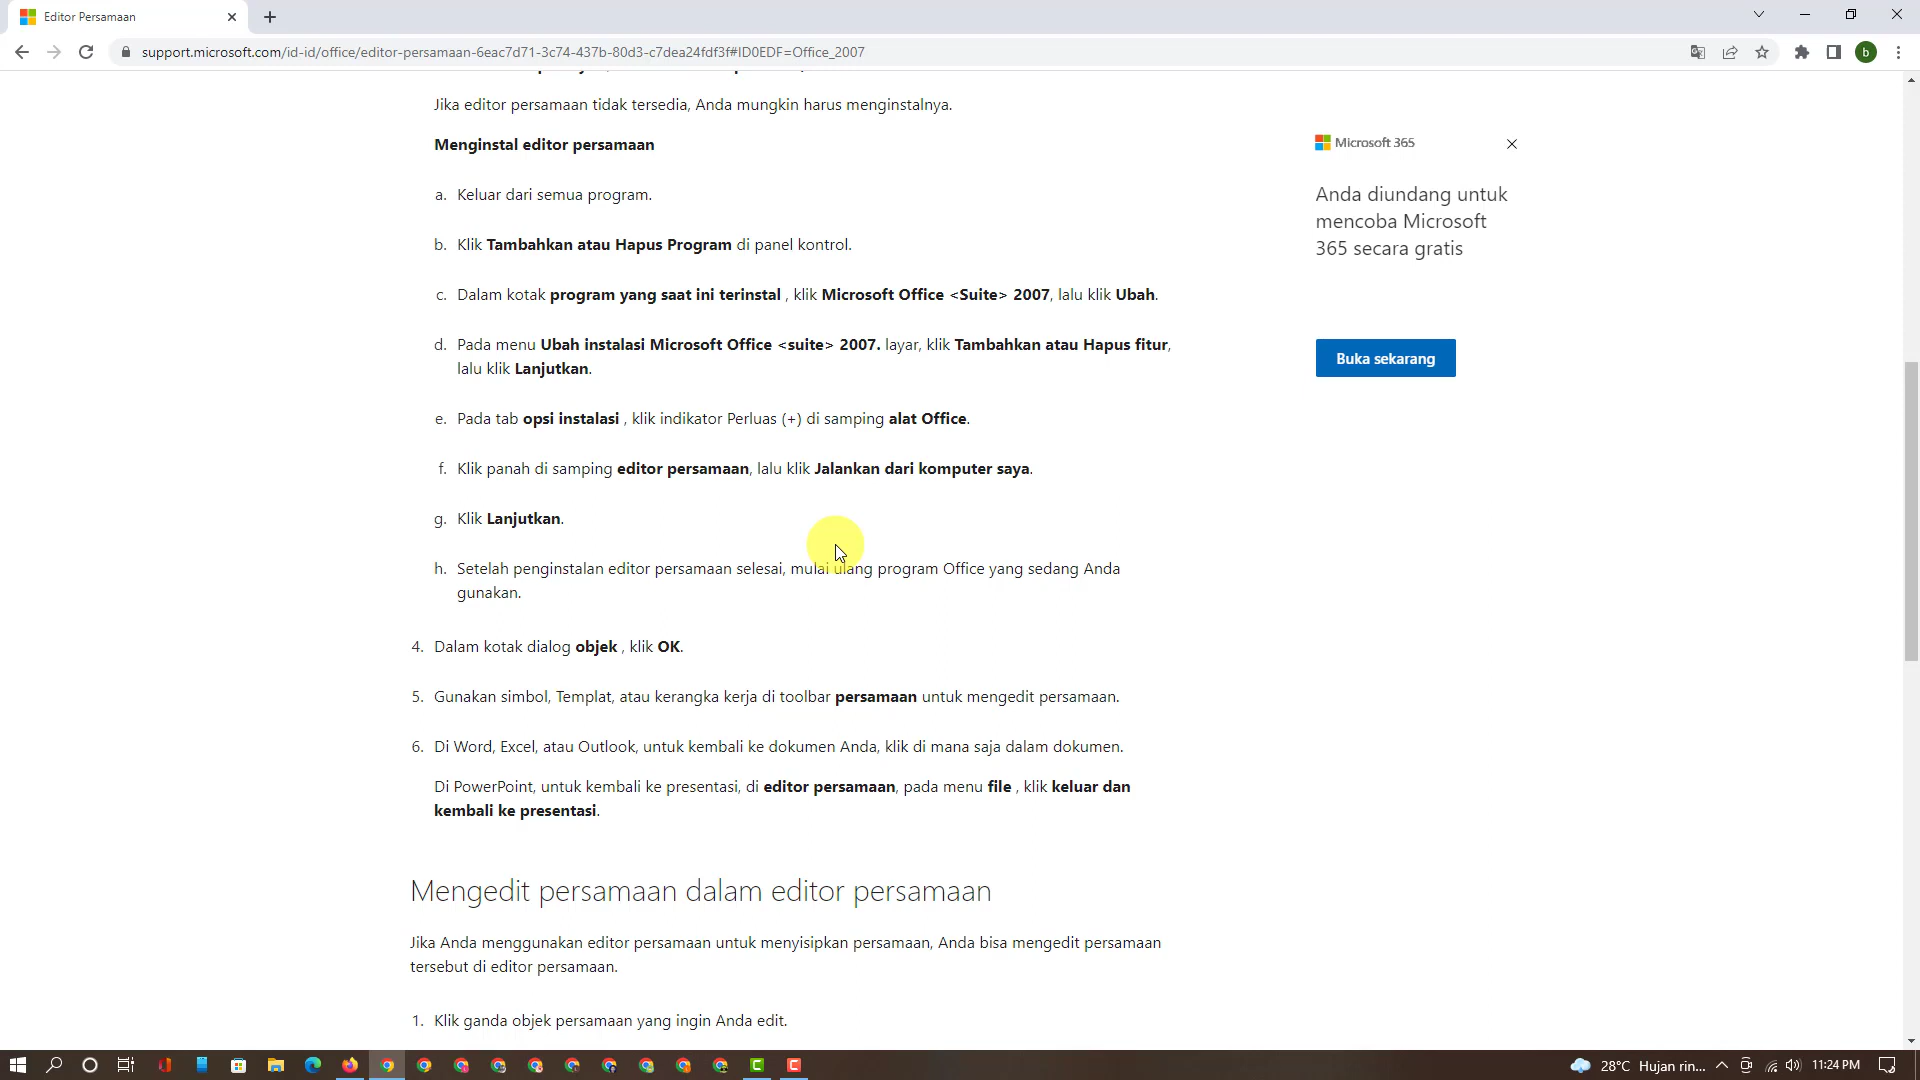 Editor Persamaan
support.microsoft.com/id-id/office/editor-persamaan-6eac7d71-3c74-437b-80d3-c7dea24fdf3f#ID0EDF=Office_2007
b
Jika editor persamaan tidak tersedia, Anda mungkin harus menginstalnya.
Menginstal editor persamaan
a. Keluar dari semua program.
b. Klik Tambahkan atau Hapus Program di panel kontrol.
c. Dalam kotak program yang saat ini terinstal , klik Microsoft Office <Suite> 2007, lalu klik Ubah.
d. Pada menu Ubah instalasi Microsoft Office <suite> 2007. layar, klik Tambahkan atau Hapus fitur,
lalu klik Lanjutkan.
e. Pada tab opsi instalasi , klik indikator Perluas (+) di samping alat Office.
f. Klik panah di samping editor persamaan, lalu klik Jalankan dari komputer saya.
g. Klik Lanjutkan.
h. Setelah penginstalan editor persamaan selesai, mulai ulang program Office yang sedang Anda
gunakan.
4. Dalam kotak dialog objek , klik OK.
5. Gunakan simbol, Templat, atau kerangka kerja di toolbar persamaan untuk mengedit persamaan.
6. Di Word, Excel, atau Outlook, untuk kembali ke dokumen Anda, klik di mana saja dalam dokumen.
Di PowerPoint, untuk kembali ke presentasi, di editor persamaan, pada menu file , klik keluar dan
kembali ke presentasi.
Mengedit persamaan dalam editor persamaan
Jika Anda menggunakan editor persamaan untuk menyisipkan persamaan, Anda bisa mengedit persamaan
tersebut di editor persamaan.
1. Klik ganda objek persamaan yang ingin Anda edit.
Microsoft 365
Anda diundang untuk
mencoba Microsoft
365 secara gratis
Buka sekarang
28°C Hujan rin... 11:24 PM